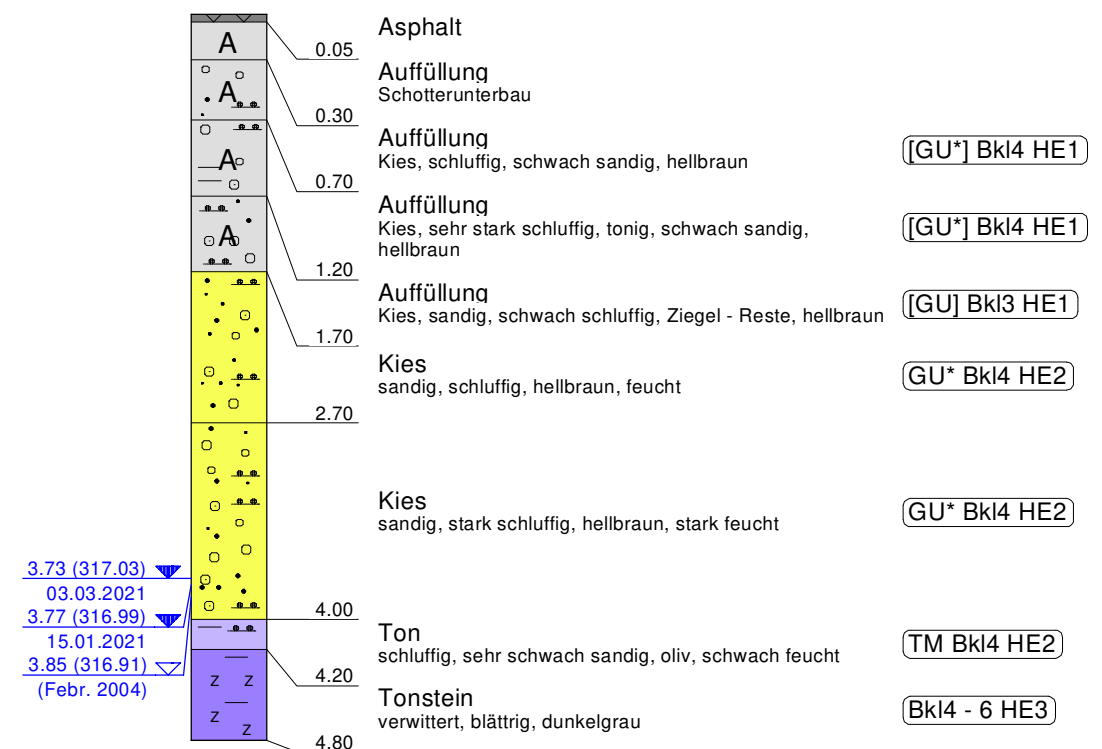 Asphalt
A
0.05
Auffüllung
Schotterunterbau
A
0.30
Auffüllung
Kies, schluffig, schwach sandig, hellbraun
[GU*] Bkl4 HE1
A
0.70
Auffüllung
Kies, sehr stark schluffig, tonig, schwach sandig,
hellbraun
[GU*] Bkl4 HE1
A
1.20
Auffüllung
Kies, sandig, schwach schluffig, Ziegel - Reste, hellbraun
[GU] Bkl3 HE1
1.70
Kies
sandig, schluffig, hellbraun, feucht
GU* Bkl4 HE2
2.70
Kies
sandig, stark schluffig, hellbraun, stark feucht
GU* Bkl4 HE2
3.73 (317.03)
03.03.2021
3.77 (316.99)
15.01.2021
3.85 (316.91)
(Febr. 2004)
4.00
Ton
schluffig, sehr schwach sandig, oliv, schwach feucht
TM Bkl4 HE2
4.20
z z
Tonstein
verwittert, blättrig, dunkelgrau
Bkl4 - 6 HE3
z
z
4.80